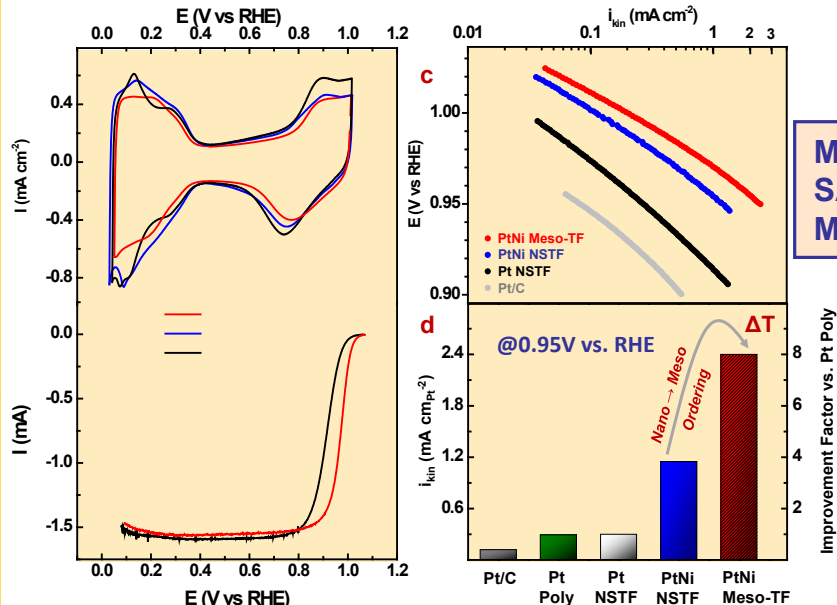 E (V vs RHE)
0.0 0.2 0.4 0.6 0.8 1.0 1.2
I (mA cm-2)
0.4
0.0
-0.4
-0.8
0.0
-0.5
-1.0
-1.5
I (mA)
0.0 0.2 0.4 0.6 0.8 1.0 1.2
E (V vs RHE)
i kin (mA cm-2)
0.01 0.1 1 2 3
c
E (V vs RHE)
1.00
0.95
0.90
PtNi Meso-TF
PtNi NSTF
Pt NSTF
Pt/C
M
M
d
@0.95V vs. RHE
ΔT
Nano → Meso
Ordering
i kin (mA cm Pt -2)
2.4
1.8
1.2
0.6
8
6
4
2
Improvement Factor vs. Pt Poly
Pt/C Pt Pt PtNi PtNi
Poly NSTF NSTF Meso-TF